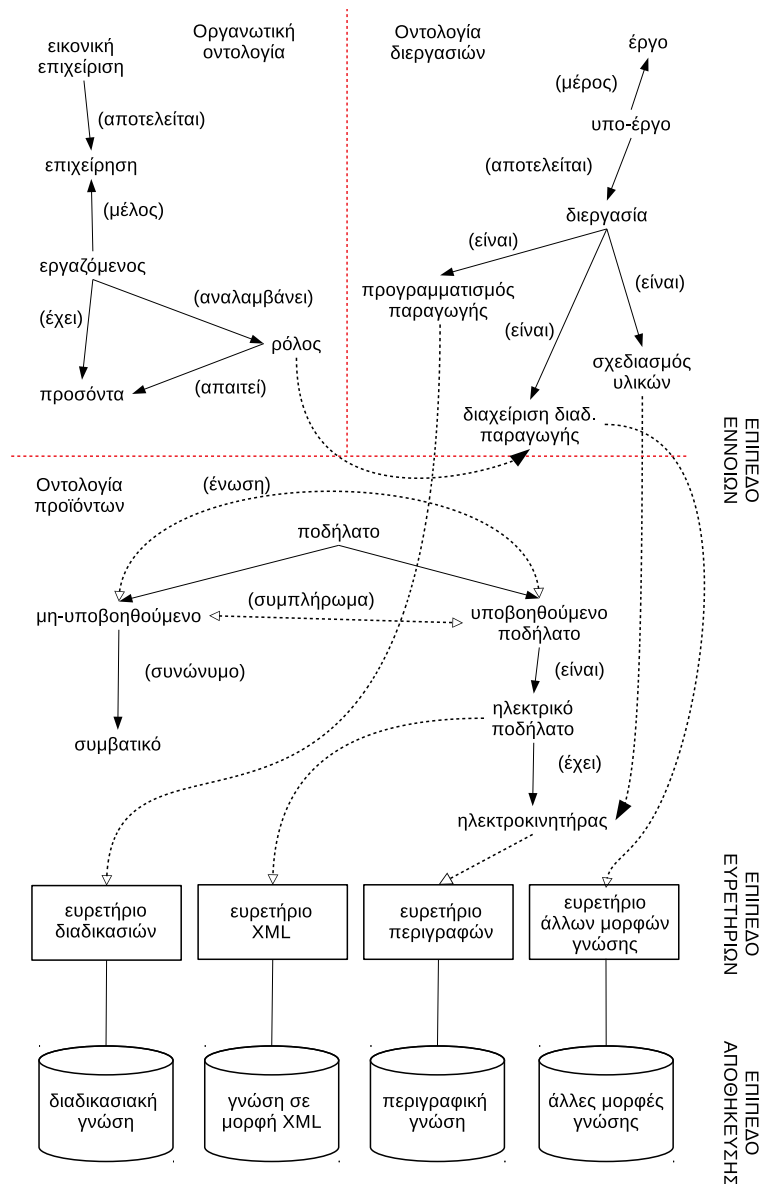 Οργανωτική
οντολογία
εικονική
επιχείριση
(αποτελείται)
επιχείρηση
(μέλος)
εργαζόμενος
(έχει)
(αναλαμβάνει)
ρόλος
(απαιτεί)
προσόντα
Οντολογία
διεργασιών
έργο
(μέρος)
υπο-έργο
(αποτελείται)
διεργασία
(είναι)
προγραμματισμός
παραγωγής
(είναι)
(είναι)
σχεδιασμός
υλικών
διαχείριση διαδ.
παραγωγής
ΕΠΙΠΕΔΟ
ΕΝΝΟΙΩΝ
Οντολογία
προϊόντων
(ένωση)
ποδήλατο
μη-υποβοηθούμενο
(συμπλήρωμα)
υποβοηθούμενο
ποδήλατο
(συνώνυμο)
(είναι)
συμβατικό
ηλεκτρικό
ποδήλατο
(έχει)
ηλεκτροκινητήρας
ευρετήριο
διαδικασιών
ευρετήριο
XML
ευρετήριο
περιγραφών
ευρετήριο
άλλων μορφών
γνώσης
ΕΠΙΠΕΔΟ
ΕΥΡΕΤΗΡΙΩΝ
διαδικασιακή
γνώση
γνώση σε
μορφή XML
περιγραφική
γνώση
άλλες μορφές
γνώσης
ΕΠΙΠΕΔΟ
ΑΠΟΘΗΚΕΥΣΗΣ